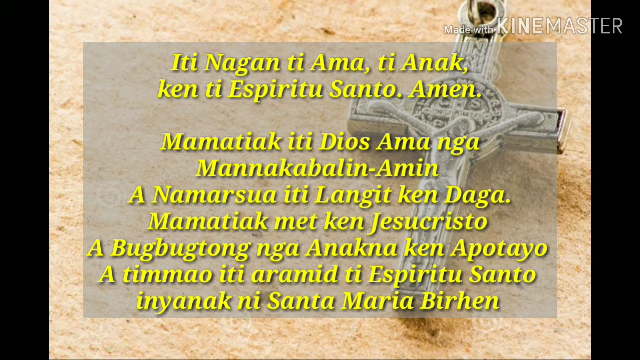 Made with KINEMASTER
Iti Nagan ti Ama, ti Anak,
ken ti Espiritu Santo. Amen.
Mamatiak iti Dios Ama nga
Mannakabalin-Amin
A Namarsua iti Langit ken Daga.
Mamatiak met ken Jesucristo
A Bugbugtong nga Anakna ken Apotayo
A timmao iti aramid ti Espiritu Santo
inyanak ni Santa Maria Birhen